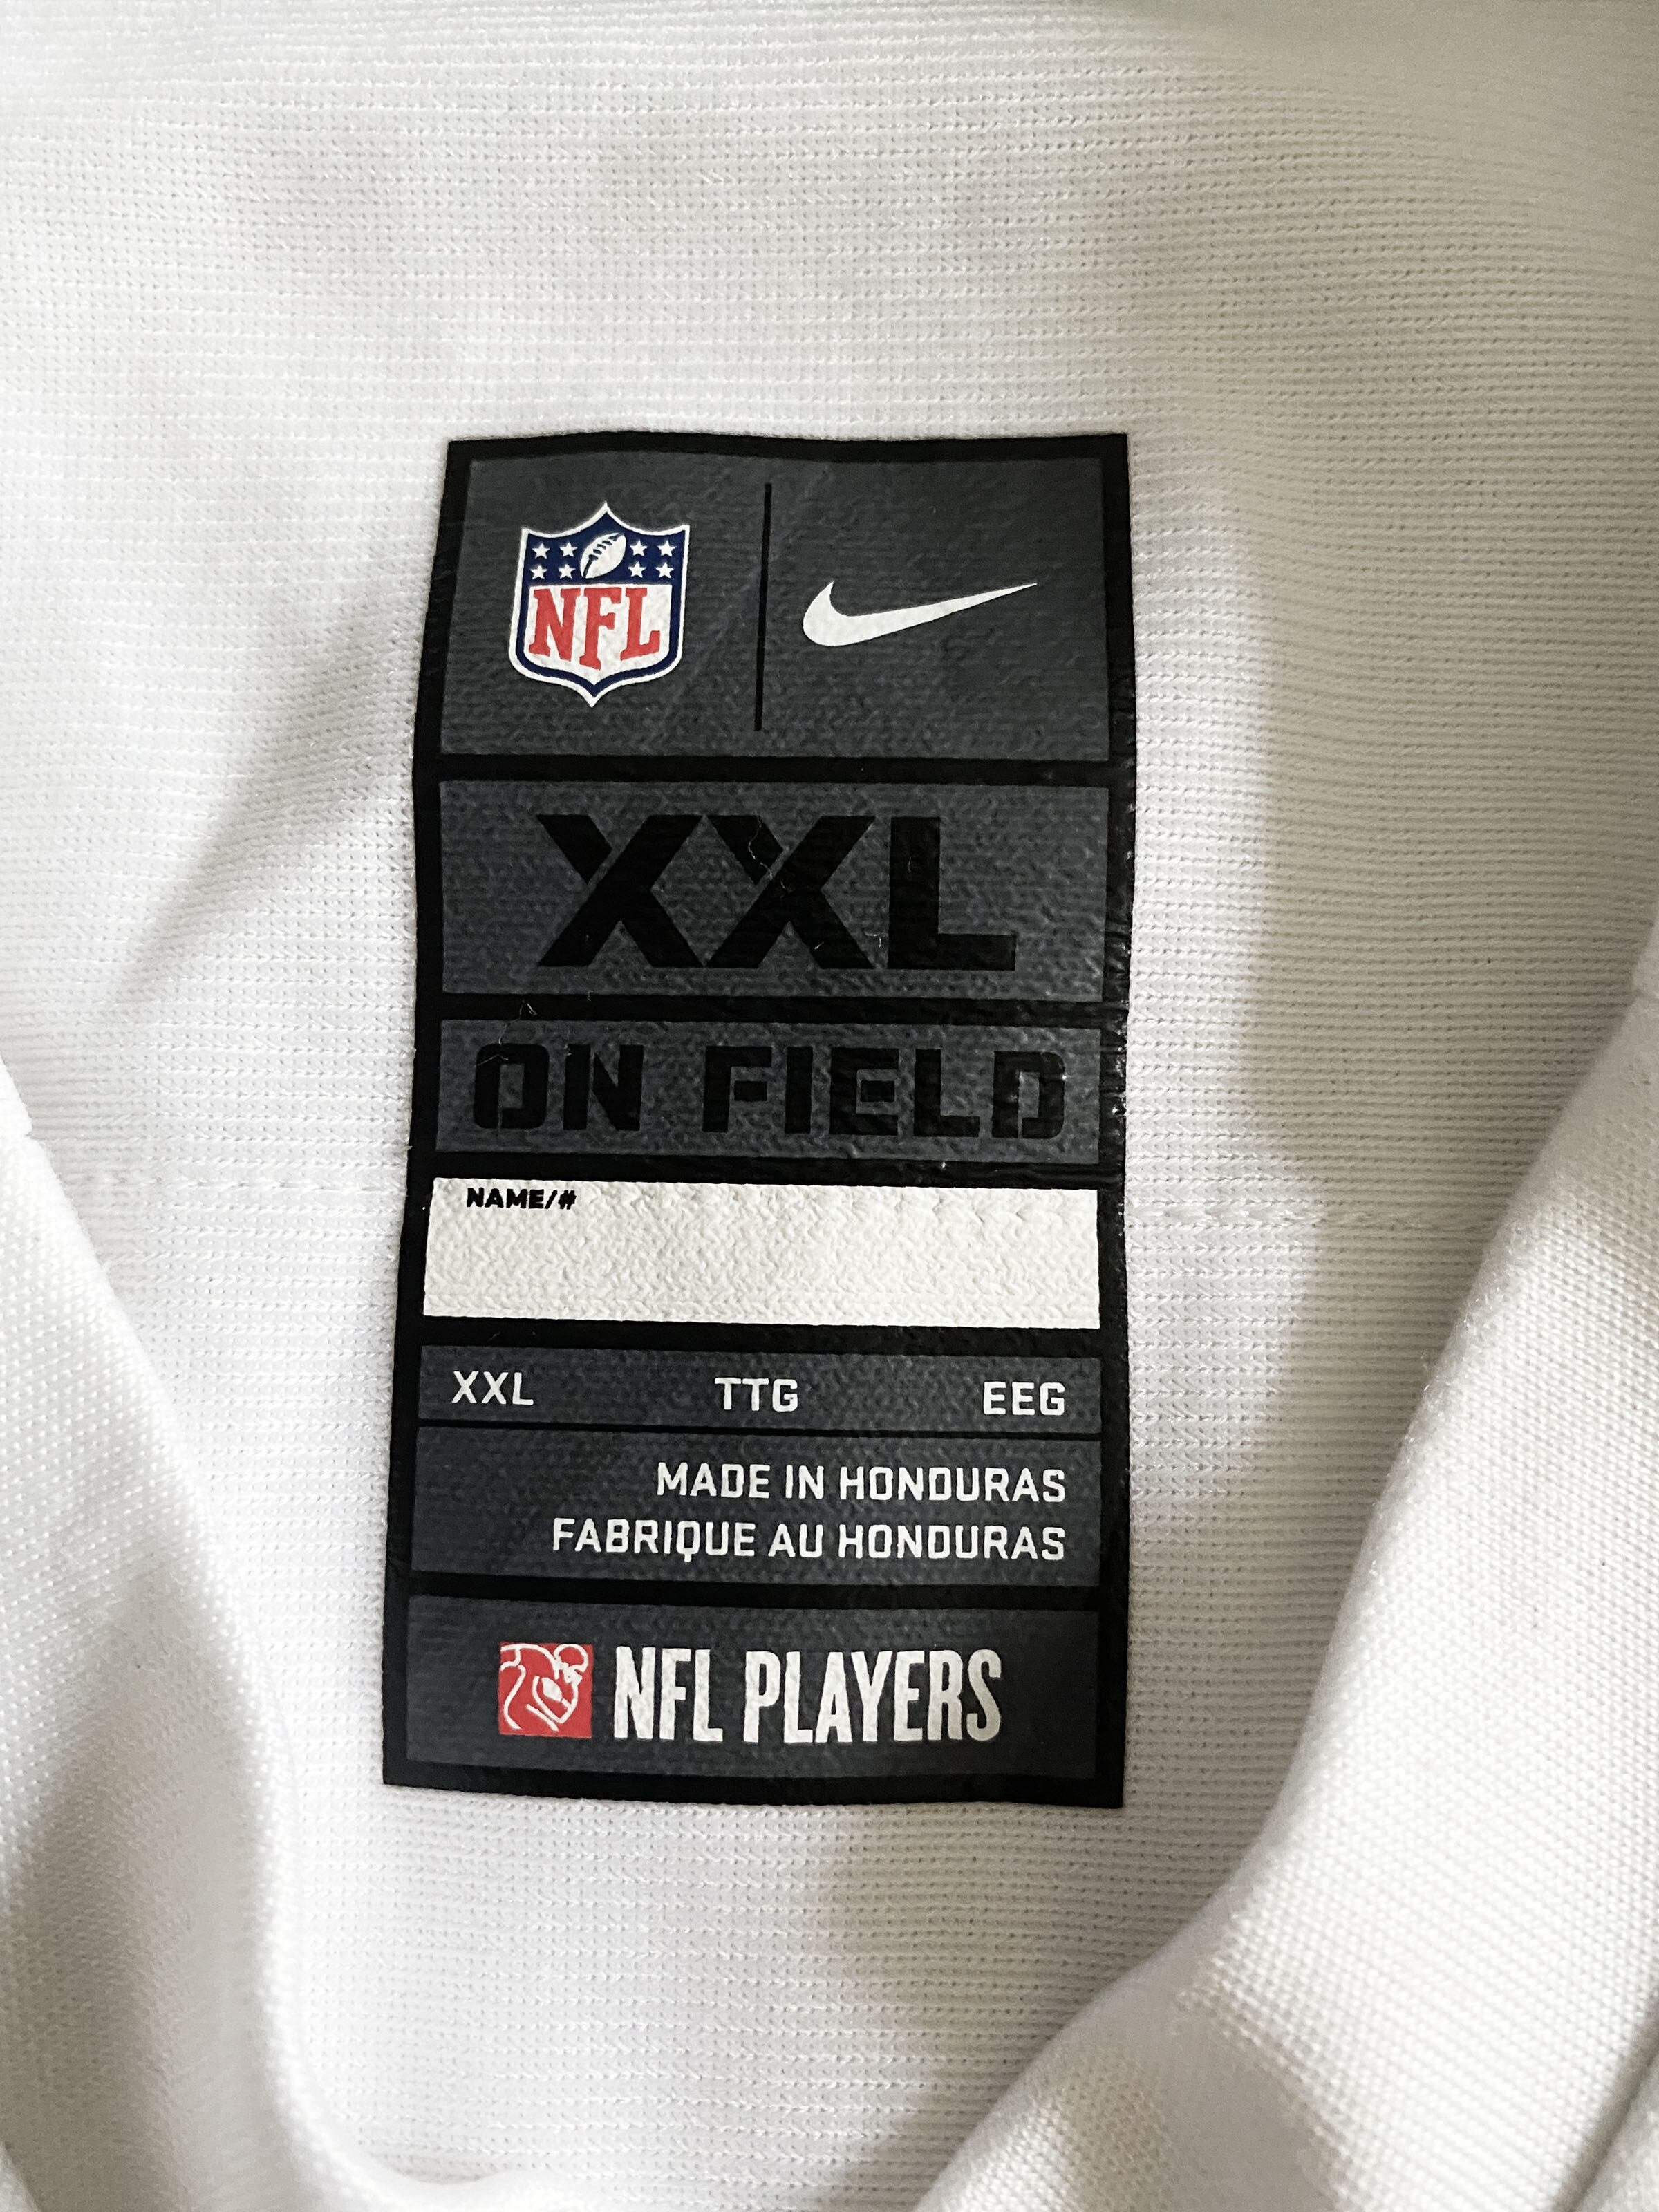 NFL
XXL
ON FIELD
NAME/#
XXL TTG EEG
MADE IN HONDURAS
FABRIQUE AU HONDURAS
NFL PLAYERS